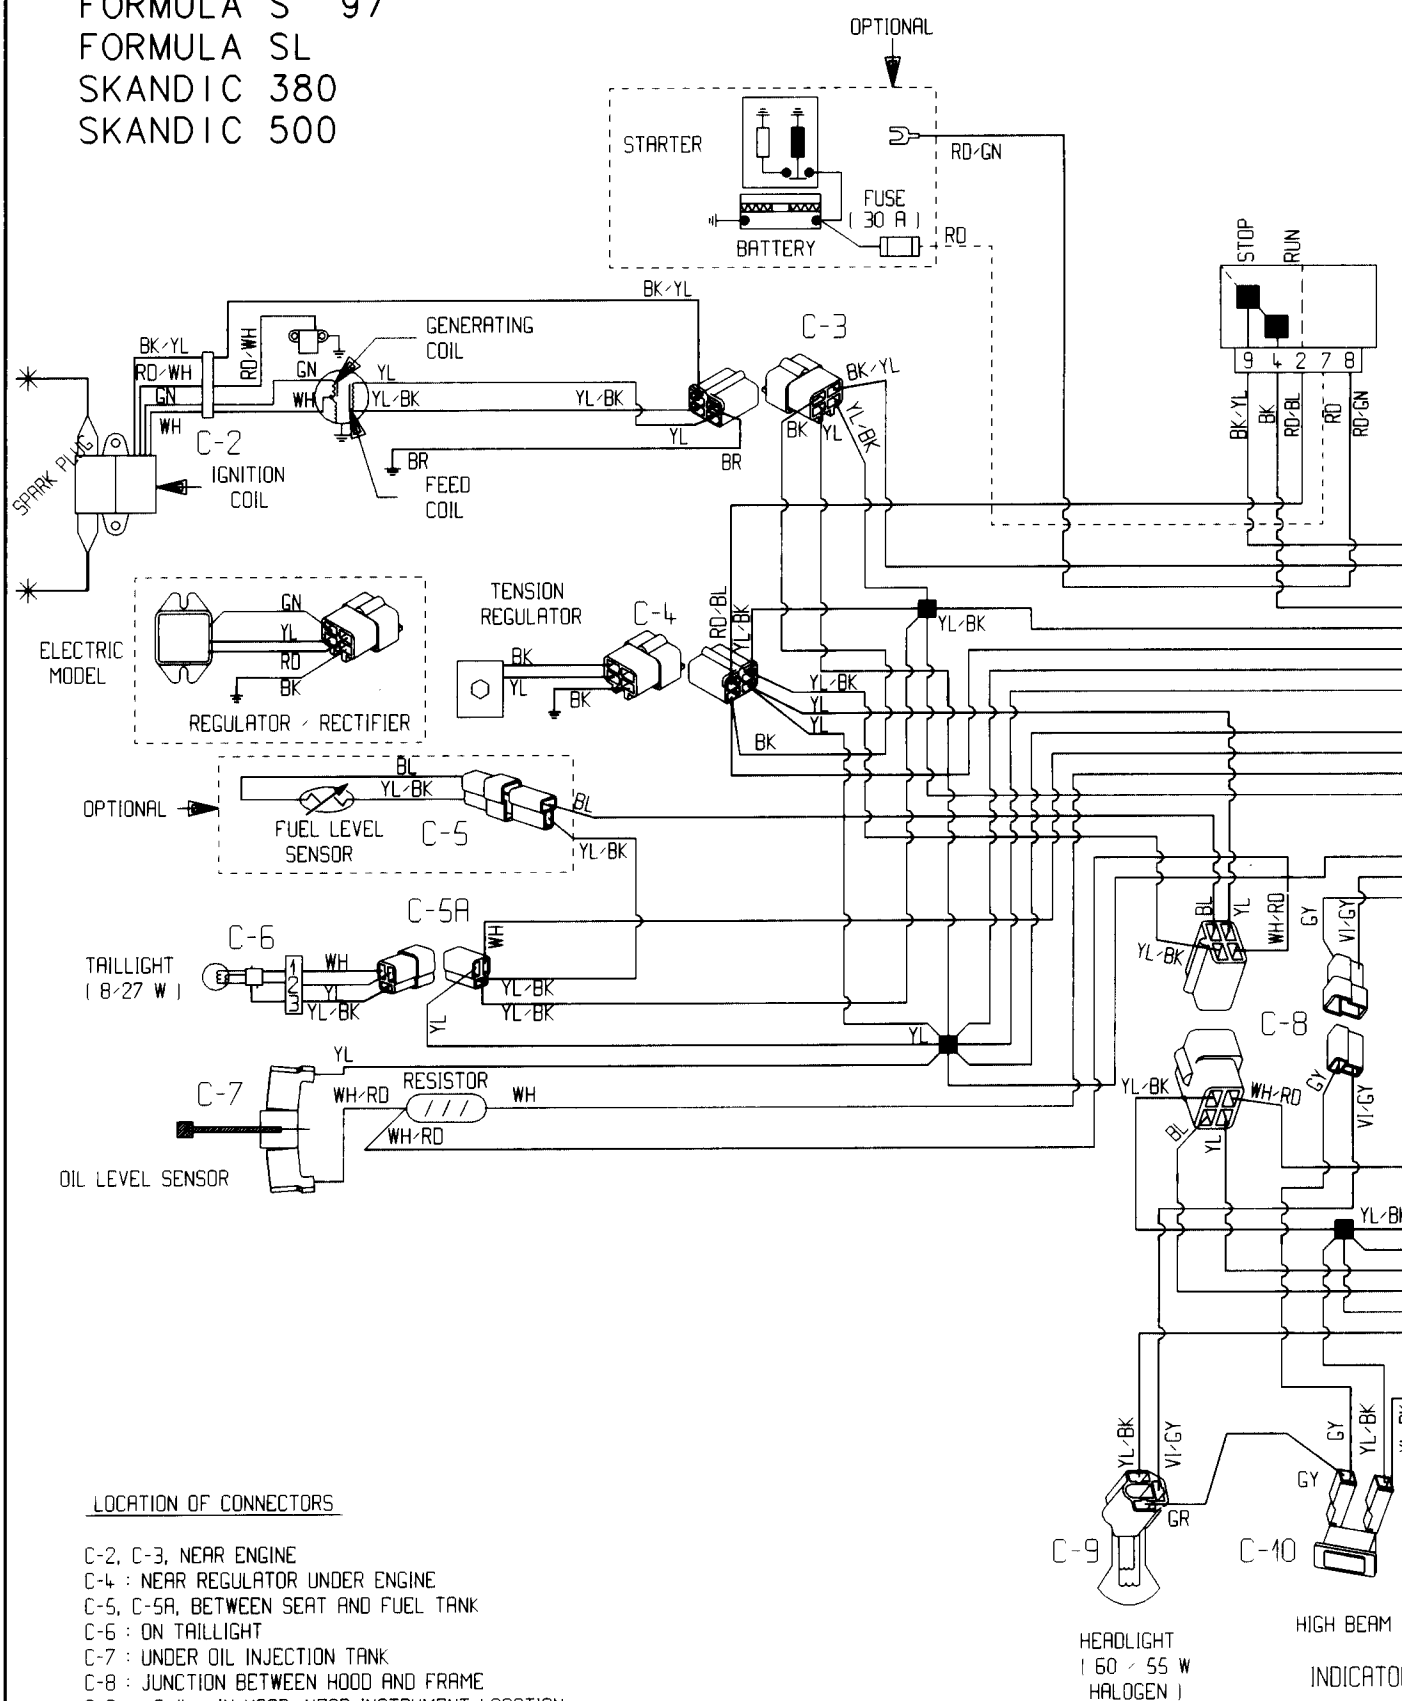 FORMULA S '97
FORMULA SL
SKANDIC 380
SKANDIC 500
OPTIONAL
STARTER
RD/GN
FUSE
( 30 A )
BATTERY
RD
STOP
RUN
9 4 2 7 8
BK/YL
BK
RD/BL
RD
RD/GN
BK/YL
GENERATING
COIL
C-3
BK/YL
RD/WH
GN
WH
RD/WH
GN
WH
YL
YL/BK
YL/BK
YL
BK/YL
BK
YL
YL/BK
C-2
SPARK PLUG
IGNITION
COIL
BR
BR
FEED
COIL
ELECTRIC
MODEL
GN
YL
RD
BK
REGULATOR / RECTIFIER
TENSION
REGULATOR
C-4
BK
YL
BK
RD/BL
YL/BK
YL/BK
YL/BK
YL
YL
BK
OPTIONAL
BL
YL/BK
FUEL LEVEL
SENSOR
C-5
BL
YL/BK
C-5A
C-6
TAILLIGHT
( 8/27 W )
1
2
3
WH
YL
YL/BK
WH
YL/BK
YL/BK
YL
YL
BL
YL
WH/RD
YL/BK
GY
VI/GY
C-8
YL
C-7
WH/RD
RESISTOR
WH
WH/RD
OIL LEVEL SENSOR
YL/BK
WH/RD
BL
YL
GY
VI/GY
YL/BK
YL/BK
VI/GY
GY
YL/BK
GY
GR
C-9
C-10
HEADLIGHT
( 60 / 55 W
HALOGEN )
HIGH BEAM
INDICATOR
LOCATION OF CONNECTORS
C-2, C-3, NEAR ENGINE
C-4 : NEAR REGULATOR UNDER ENGINE
C-5, C-5A, BETWEEN SEAT AND FUEL TANK
C-6 : ON TAILLIGHT
C-7 : UNDER OIL INJECTION TANK
C-8 : JUNCTION BETWEEN HOOD AND FRAME